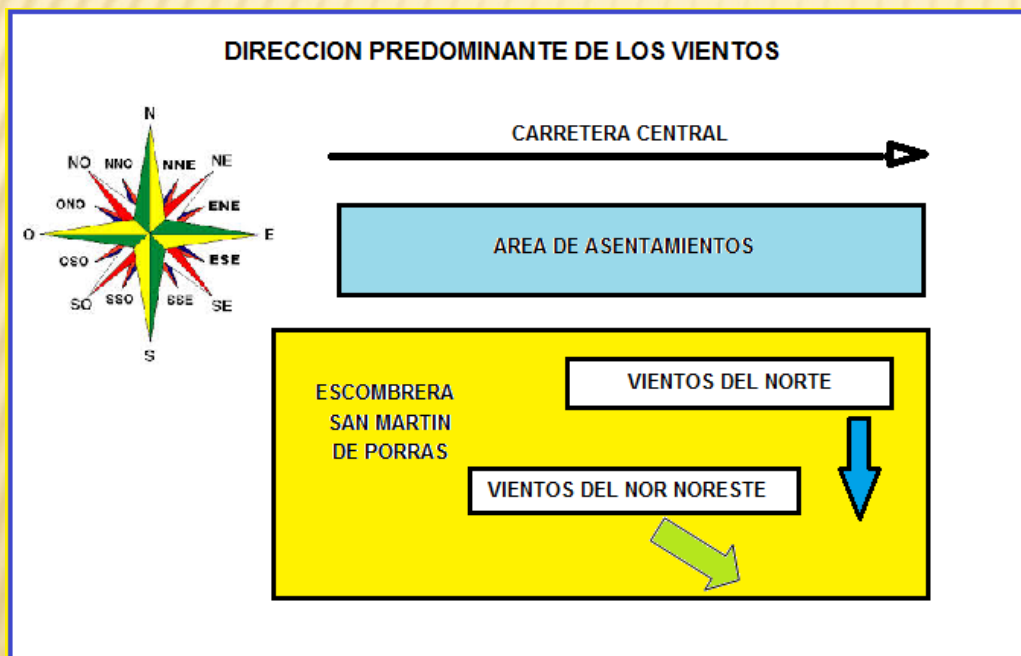 DIRECCION PREDOMINANTE DE LOS VIENTOS
N
NO NNO NNE NE
ONO ENE
O E
OSO ESE
SO SSO SSE SE
S
CARRETERA CENTRAL
AREA DE ASENTAMIENTOS
ESCOMBRERA
SAN MARTIN
DE PORRAS
VIENTOS DEL NORTE
VIENTOS DEL NOR NORESTE